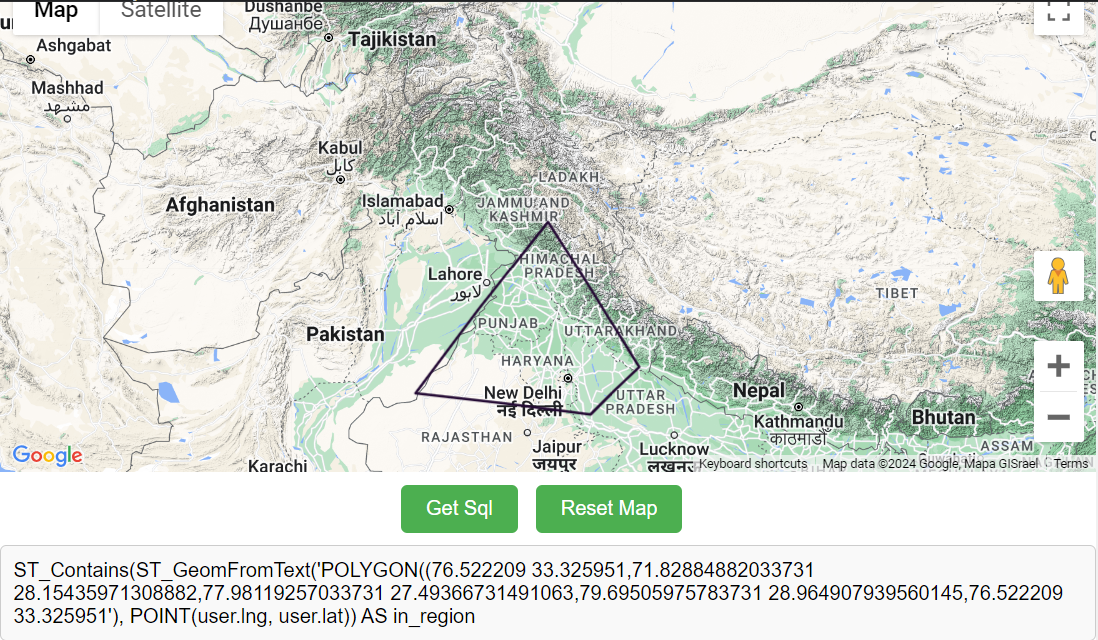 Map
Satellite
Dushanbe
Душанбе
Tajikistan
Ashgabat
Mashhad
مشهد
Kabul
کابل
LADAKH
Afghanistan
Islamabad
اسلام آباد
JAMMU AND
KASHMIR
HIMACHAL
PRADESH
Lahore
لاہور
TIBET
PUNJAB
UTTARAKHAND
Pakistan
HARYANA
New Delhi
नई दिल्ली
UTTAR
PRADESH
Nepal
Kathmandu
काठमाडौं
Bhutan
RAJASTHAN
Jaipur
जयपुर
Lucknow
ASSAM
Google
Karachi
Keyboard shortcuts
Map data ©2024 Google, Mapa GISrael
Terms
Get Sql
Reset Map
ST_Contains(ST_GeomFromText('POLYGON((76.522209 33.325951,71.82884882033731
28.15435971308882,77.98119257033731 27.49366731491063,79.69505975783731 28.964907939560145,76.522209
33.325951'), POINT(user.lng, user.lat)) AS in_region